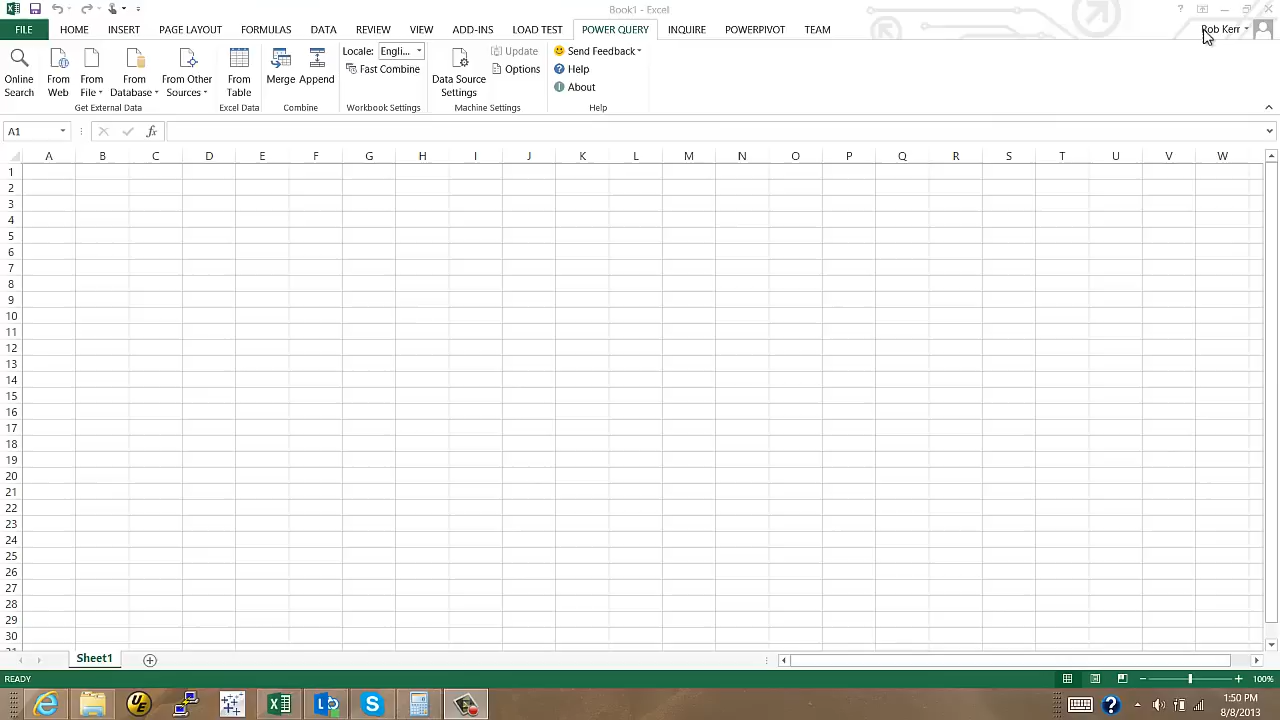 Book1 - Excel
FILE HOME INSERT PAGE LAYOUT FORMULAS DATA REVIEW VIEW ADD-INS LOAD TEST POWER QUERY INQUIRE POWERPIVOT TEAM Rob Kerr
Online Search
From Web
From File
From Database
From Other Sources
Get External Data
From Table
Excel Data
Merge
Append
Combine
Locale: Engli...
Fast Combine
Workbook Settings
Data Source Settings
Update
Options
Machine Settings
Send Feedback
Help
About
Help
A1
fx
A B C D E F G H I J K L M N O P Q R S T U V W
1
2
3
4
5
6
7
8
9
10
11
12
13
14
15
16
17
18
19
20
21
22
23
24
25
26
27
28
29
30
Sheet1
READY
100%
UE
1:50 PM
8/8/2013